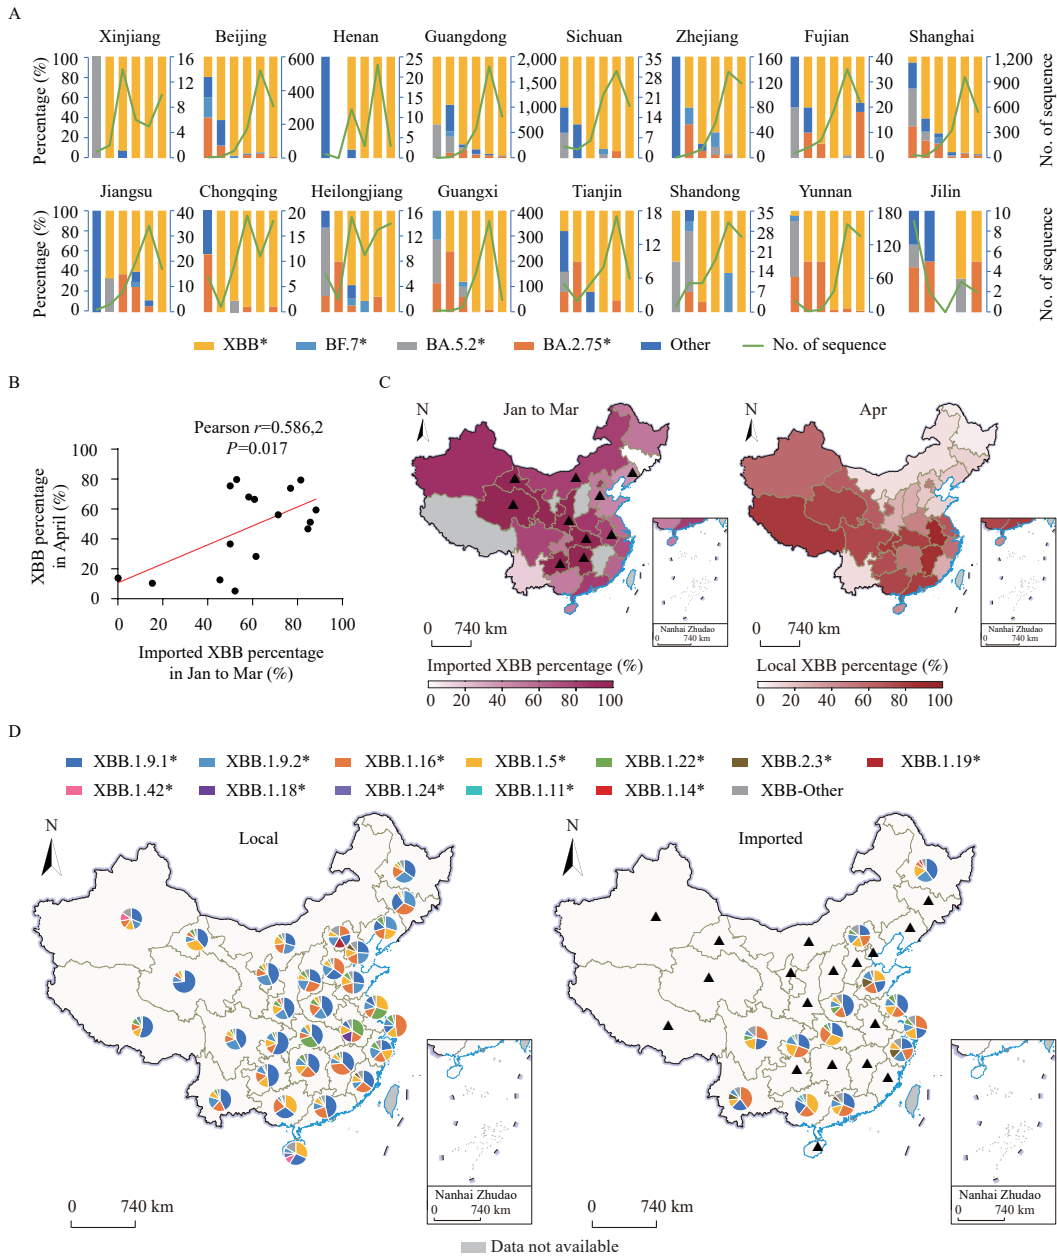 A
Xinjiang Beijing Henan Guangdong Sichuan Zhejiang Fujian Shanghai
Percentage (%)
100 80 60 40 20 0
16 12 8 4 0
600 400 200 0
25 20 15 10 5 0
2,000 1,500 1,000 500 0
35 28 21 14 7 0
160 120 80 40 0
40 30 20 10 0
1,200 900 600 300 0
No. of sequence
Jiangsu Chongqing Heilongjiang Guangxi Tianjin Shandong Yunnan Jilin
Percentage (%)
100 80 60 40 20 0
40 30 20 10 0
20 15 10 5 0
16 12 8 4 0
400 300 200 100 0
18 12 6 0
35 28 21 14 7 0
180 120 60 0
10 8 6 4 2 0
No. of sequence
XBB* BF.7* BA.5.2* BA.2.75* Other No. of sequence
B
Pearson r=0.586,2
P=0.017
XBB percentage
in April (%)
100
80
60
40
20
0
0 20 40 60 80 100
Imported XBB percentage
in Jan to Mar (%)
C
N Jan to Mar
0 740 km
Nanhai Zhudao
0 740 km
Imported XBB percentage (%)
0 20 40 60 80 100
N Apr
0 740 km
Nanhai Zhudao
0 740 km
Local XBB percentage (%)
0 20 40 60 80 100
D
XBB.1.9.1* XBB.1.9.2* XBB.1.16* XBB.1.5* XBB.1.22* XBB.2.3* XBB.1.19*
XBB.1.42* XBB.1.18* XBB.1.24* XBB.1.11* XBB.1.14* XBB-Other
N Local
0 740 km
Nanhai Zhudao
0 740 km
N Imported
0 740 km
Nanhai Zhudao
0 740 km
Data not available